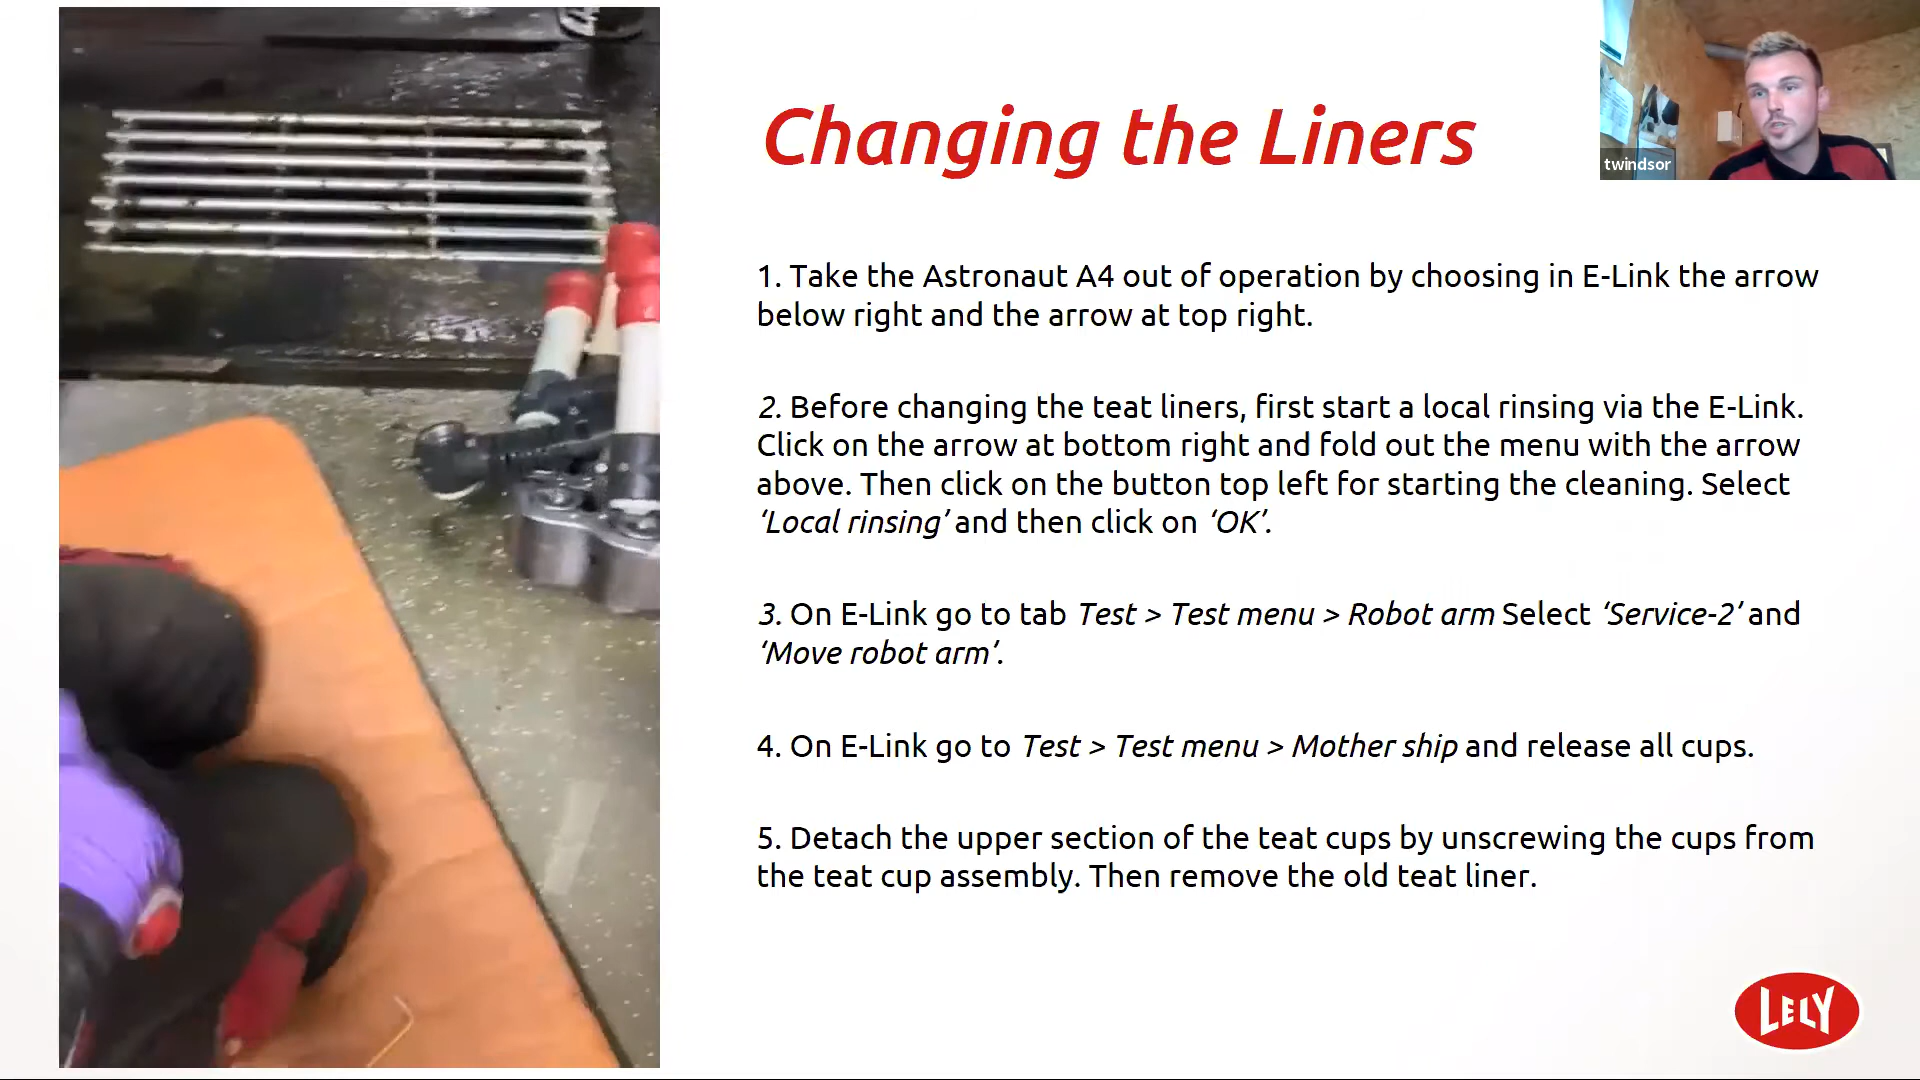 Changing the Liners
twindsor
1. Take the Astronaut A4 out of operation by choosing in E-Link the arrow
below right and the arrow at top right.
2. Before changing the teat liners, first start a local rinsing via the E-Link.
Click on the arrow at bottom right and fold out the menu with the arrow
above. Then click on the button top left for starting the cleaning. Select
‘Local rinsing’ and then click on ‘OK’.
3. On E-Link go to tab Test > Test menu > Robot arm Select ‘Service-2’ and
‘Move robot arm’.
4. On E-Link go to Test > Test menu > Mother ship and release all cups.
5. Detach the upper section of the teat cups by unscrewing the cups from
the teat cup assembly. Then remove the old teat liner.
LELY